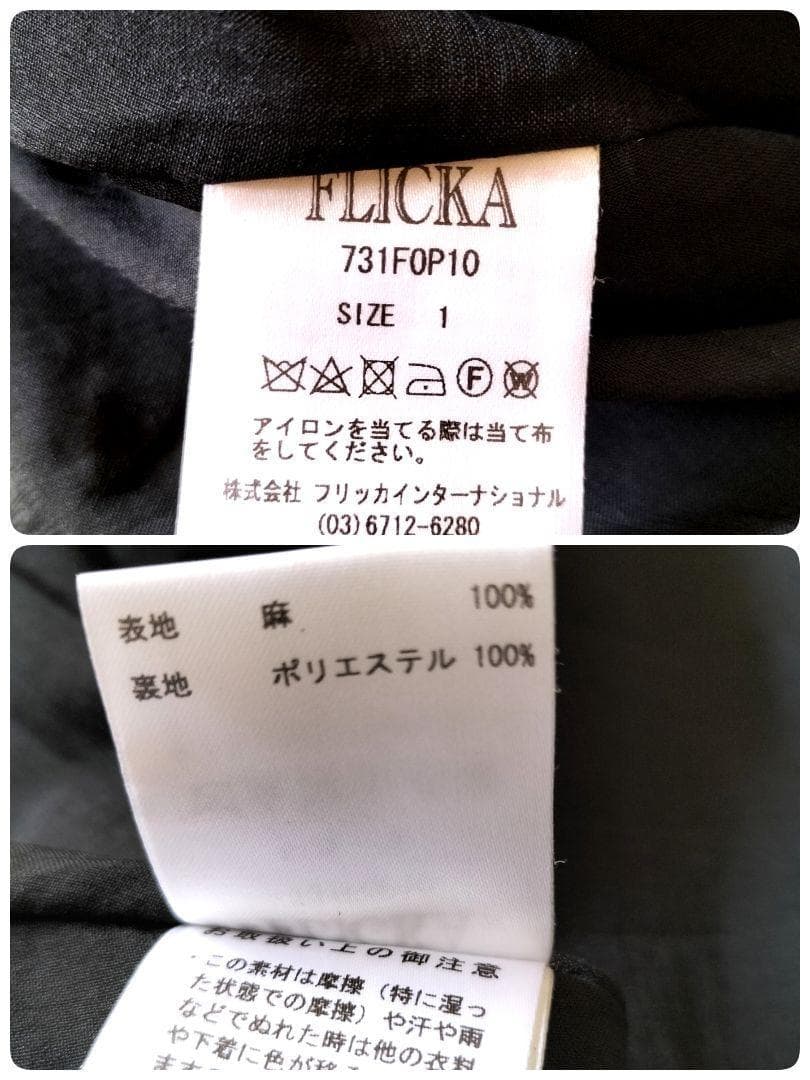 FLICKA
731FOP10
SIZE 1
F W
アイロンを当てる際は当て布
をしてください。
株式会社 フリッカインターナショナル
(03)6712-6280
表地 麻 100%
裏地 ポリエステル 100%
お取扱い上の御注意
・この素材は摩擦（特に湿っ
た状態での摩擦）や汗や雨
などでぬれた時は他の衣料
や下着に色が移